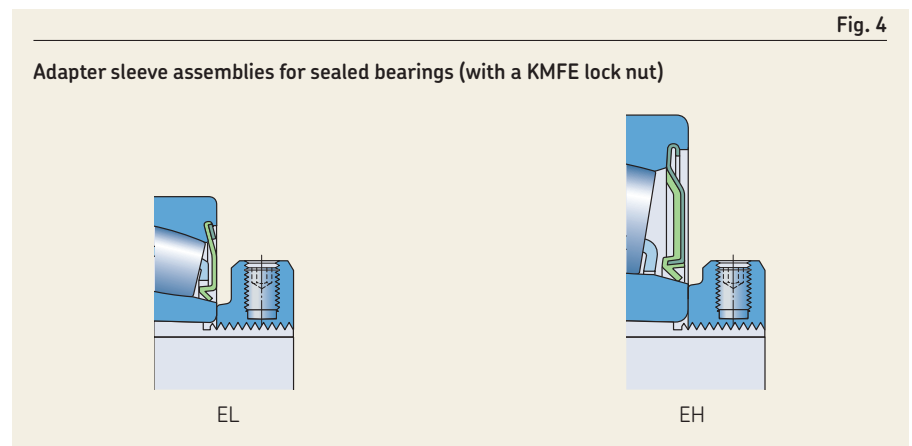 Fig. 4
Adapter sleeve assemblies for sealed bearings (with a KMFE lock nut)
EL
EH